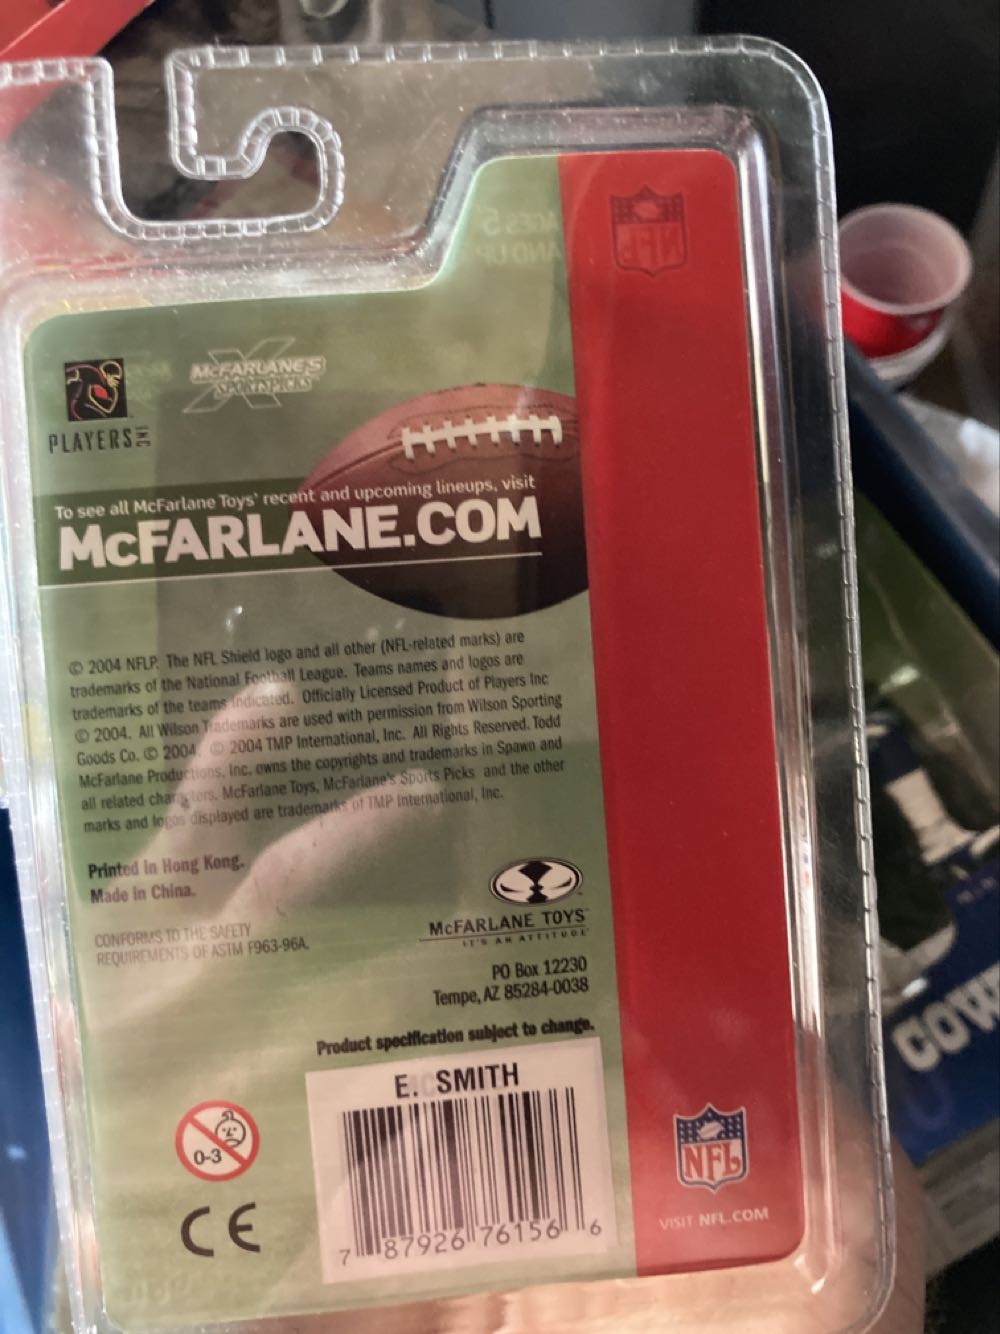 AGES 5
AND UP
NFL
McFARLANE'S
SPORTSPICKS
PLAYERS INC
To see all McFarlane Toys' recent and upcoming lineups, visit
McFARLANE.COM
© 2004 NFLP. The NFL Shield logo and all other (NFL-related marks) are
trademarks of the National Football League. Teams names and logos are
trademarks of the teams indicated. Officially Licensed Product of Players Inc
© 2004. All Wilson Trademarks are used with permission from Wilson Sporting
Goods Co. © 2004. © 2004 TMP International, Inc. All Rights Reserved. Todd
McFarlane Productions, Inc. owns the copyrights and trademarks in Spawn and
all related characters. McFarlane Toys, McFarlane's Sports Picks and the other
marks and logos displayed are trademarks of TMP International, Inc.
Printed in Hong Kong.
Made in China.
CONFORMS TO THE SAFETY
REQUIREMENTS OF ASTM F963-96A.
McFARLANE TOYS™
IT'S AN ATTITUDE
PO Box 12230
Tempe, AZ 85284-0038
Product specification subject to change.
E. SMITH
0-3
CE
7 87926 76156 6
NFL
VISIT NFL.COM
COW